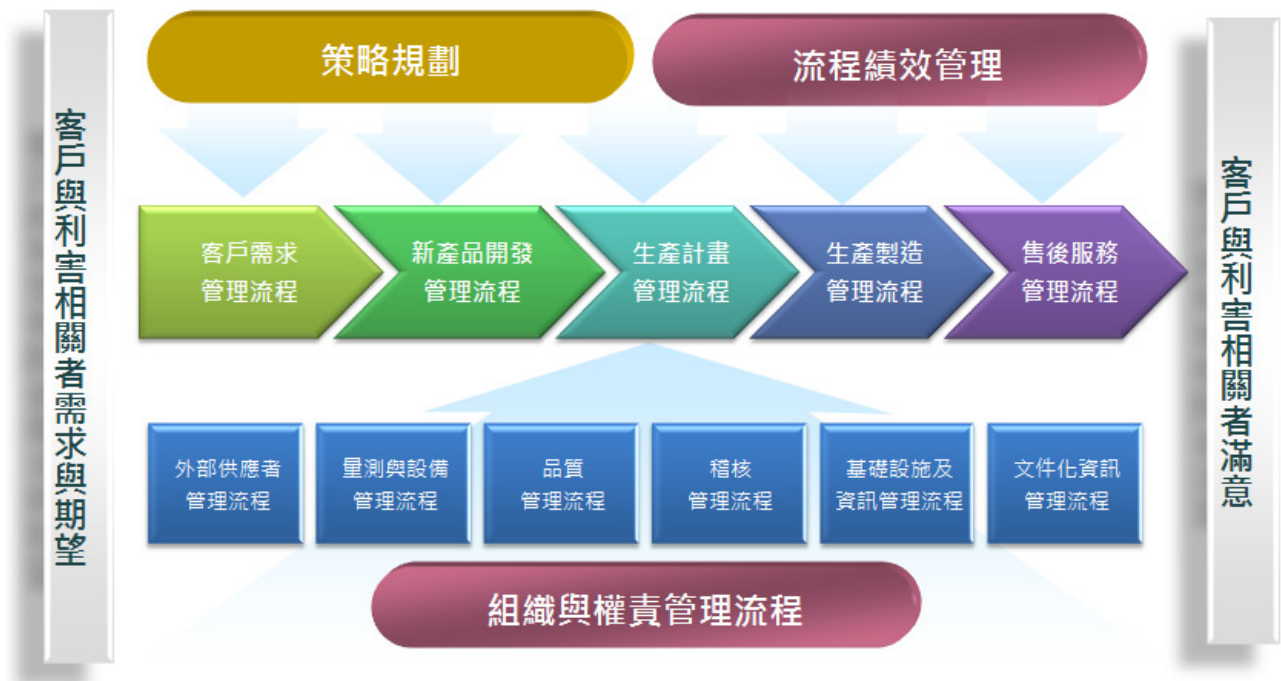 策略規劃
流程績效管理
客戶與利害相關者需求與期望
客戶需求
管理流程
新產品開發
管理流程
生產計畫
管理流程
生產製造
管理流程
售後服務
管理流程
客戶與利害相關者滿意
外部供應者
管理流程
量測與設備
管理流程
品質
管理流程
稽核
管理流程
基礎設施及
資訊管理流程
文件化資訊
管理流程
組織與權責管理流程